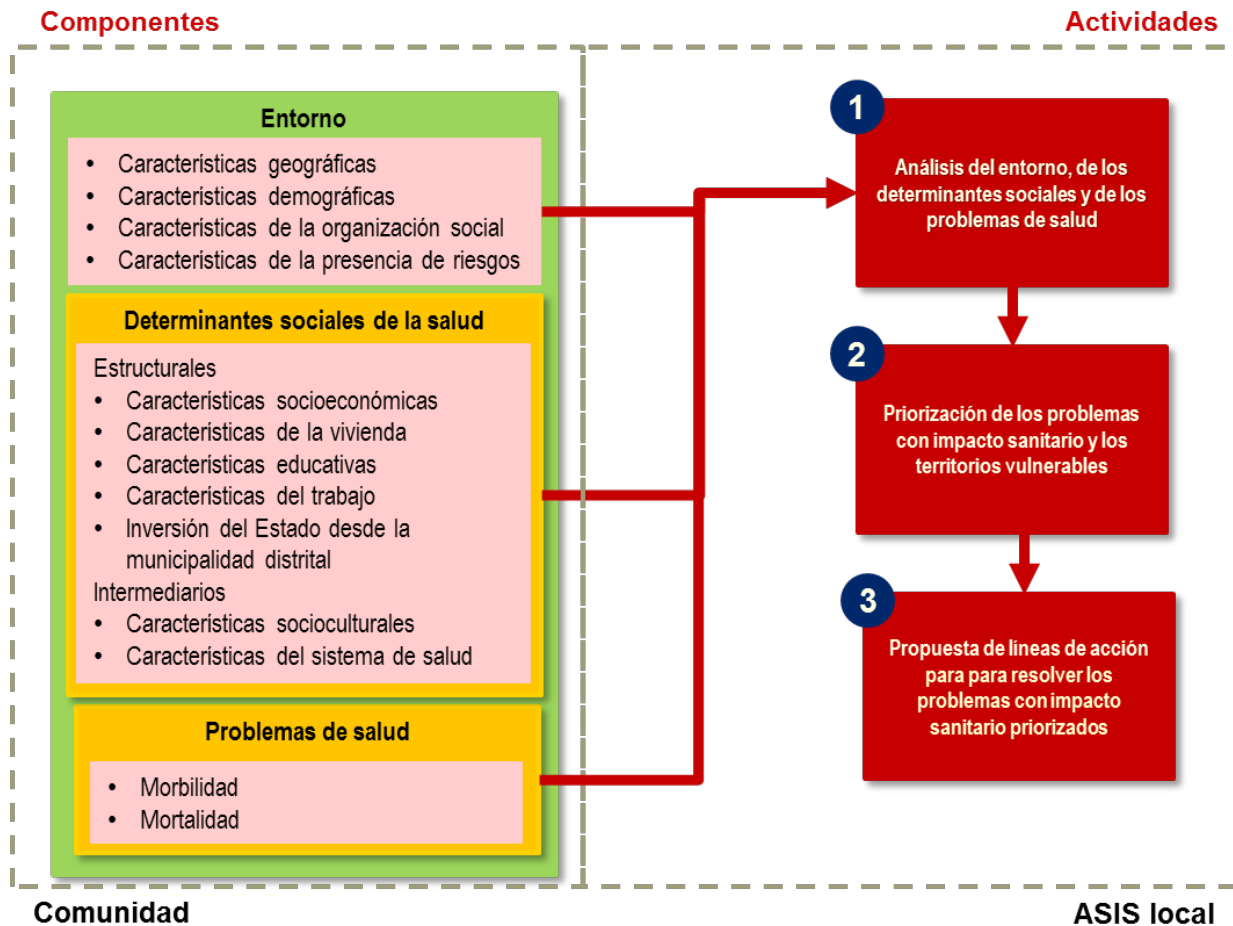 Componentes
Actividades
Entorno
• Características geográficas
• Características demográficas
• Características de la organización social
• Características de la presencia de riesgos
Determinantes sociales de la salud
Estructurales
• Características socioeconómicas
• Características de la vivienda
• Características educativas
• Características del trabajo
• Inversión del Estado desde la
municipalidad distrital
Intermediarios
• Características socioculturales
• Características del sistema de salud
Problemas de salud
• Morbilidad
• Mortalidad
1
Análisis del entorno, de los
determinantes sociales y de los
problemas de salud
2
Priorización de los problemas
con impacto sanitario y los
territorios vulnerables
3
Propuesta de líneas de acción
para para resolver los
problemas con impacto
sanitario priorizados
Comunidad
ASIS local